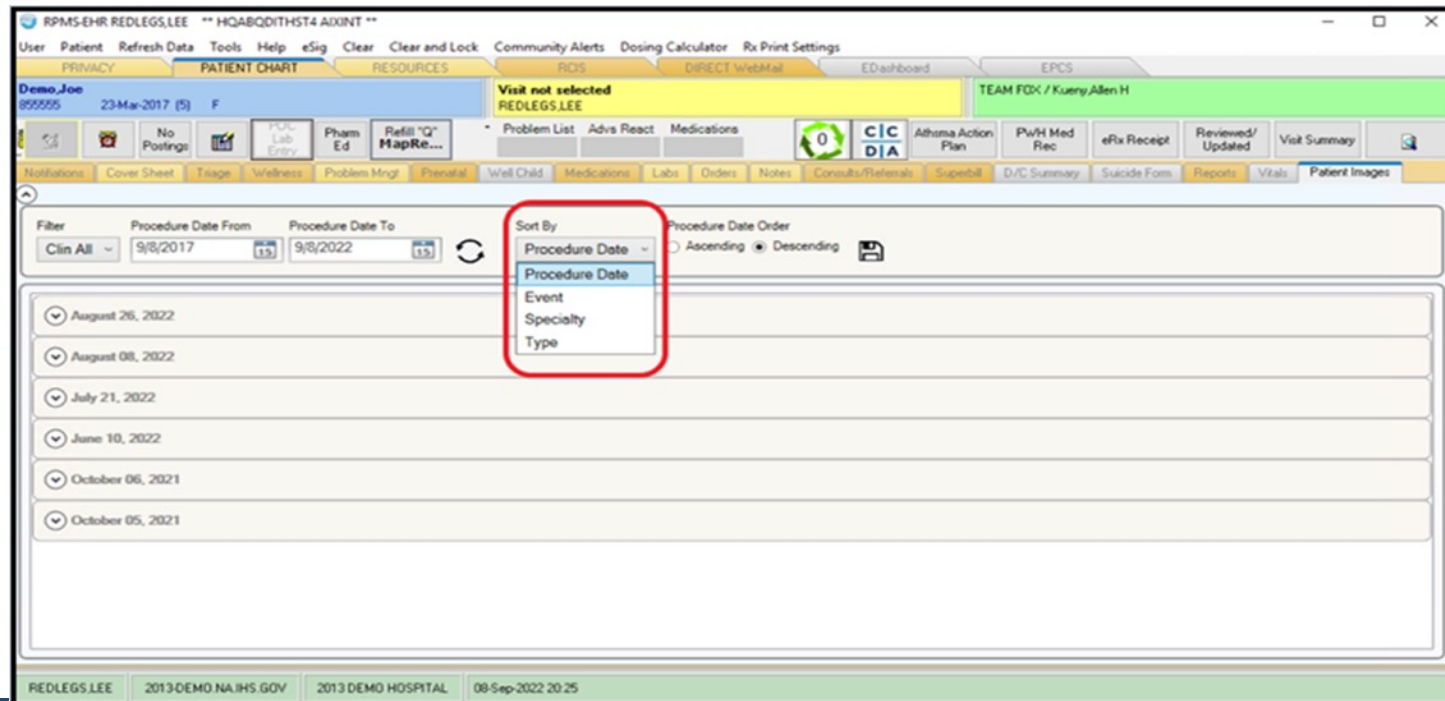 RPMS-EHR REDLEGS,LEE ** HQABQDITHST4 AIXINT **
User Patient Refresh Data Tools Help eSig Clear Clear and Lock Community Alerts Dosing Calculator Rx Print Settings
PRIVACY PATIENT CHART RESOURCES RCIS DIRECT WebMail EDashboard EPCS
Demo,Joe Visit not selected TEAM FOX / Kueny,Allen H
855555 23-Mar-2017 (5) F REDLEGS,LEE
No Postings POC Lab Entry Pharm Ed Refill "Q" MapRe... Problem List Advs React Medications 0 C C D A Athsma Action Plan PWH Med Rec eRx Receipt Reviewed/ Updated Visit Summary
Notifiations Cover Sheet Triage Wellness Problem Mngt Prenatal Well Child Medications Labs Orders Notes Consults/Referrals Superbill D/C Summary Suicide Form Reports Vitals Patient Images
Filter Procedure Date From Procedure Date To Sort By Procedure Date Order
Clin All 9/8/2017 15 9/8/2022 15 Procedure Date Ascending Descending
Procedure Date
Event
Specialty
Type
August 26, 2022
August 08, 2022
July 21, 2022
June 10, 2022
October 06, 2021
October 05, 2021
REDLEGS,LEE 2013-DEMO.NA.IHS.GOV 2013 DEMO HOSPITAL 08-Sep-2022 20:25